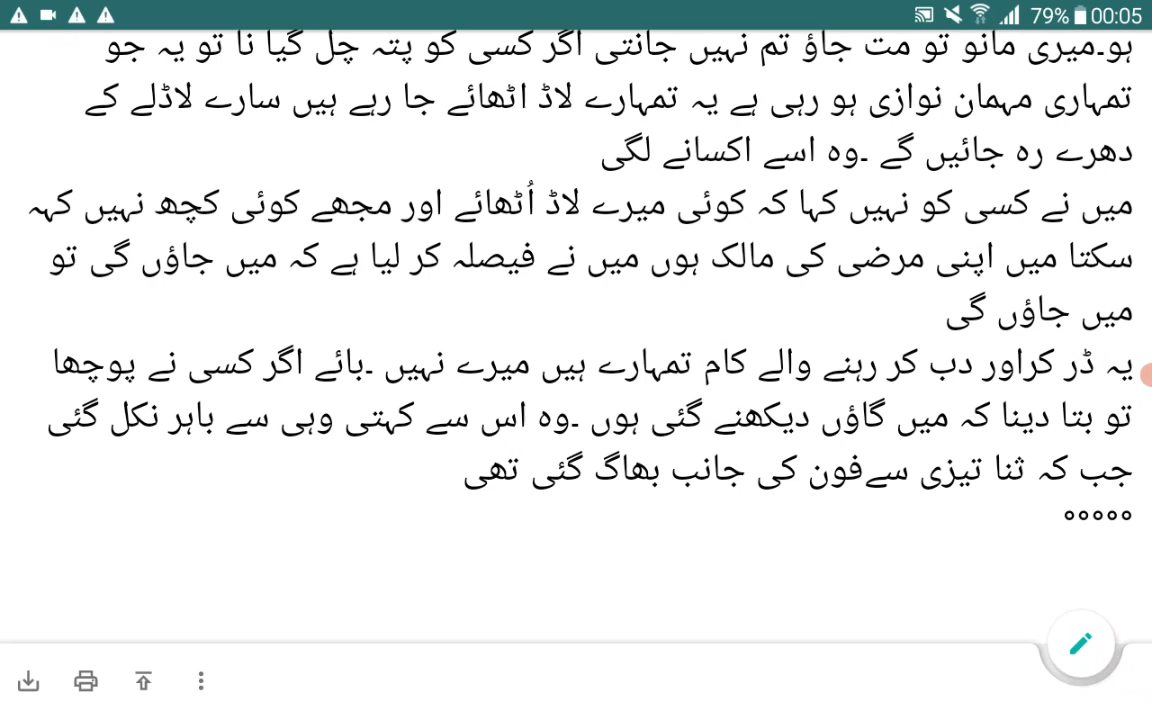 79% 00:05
ہو۔میری مانو تو مت جاؤ تم نہیں جانتی اگر کسی کو پتہ چل گیا نا تو یہ جو
تمہاری مہمان نوازی ہو رہی ہے یہ تمہارے لاڈ اٹھائے جا رہے ہیں سارے لاڈلے کے
دھرے رہ جائیں گے ۔وہ اسے اکسانے لگی
میں نے کسی کو نہیں کہا کہ کوئی میرے لاڈ اُٹھائے اور مجھے کوئی کچھ نہیں کہہ
سکتا میں اپنی مرضی کی مالک ہوں میں نے فیصلہ کر لیا ہے کہ میں جاؤں گی تو
میں جاؤں گی
یہ ڈر کراور دب کر رہنے والے کام تمہارے ہیں میرے نہیں ۔بائے اگر کسی نے پوچھا
تو بتا دینا کہ میں گاؤں دیکھنے گئی ہوں ۔وہ اس سے کہتی وہی سے باہر نکل گئی
جب کہ ثنا تیزی سےفون کی جانب بھاگ گئی تھی
°°°°°